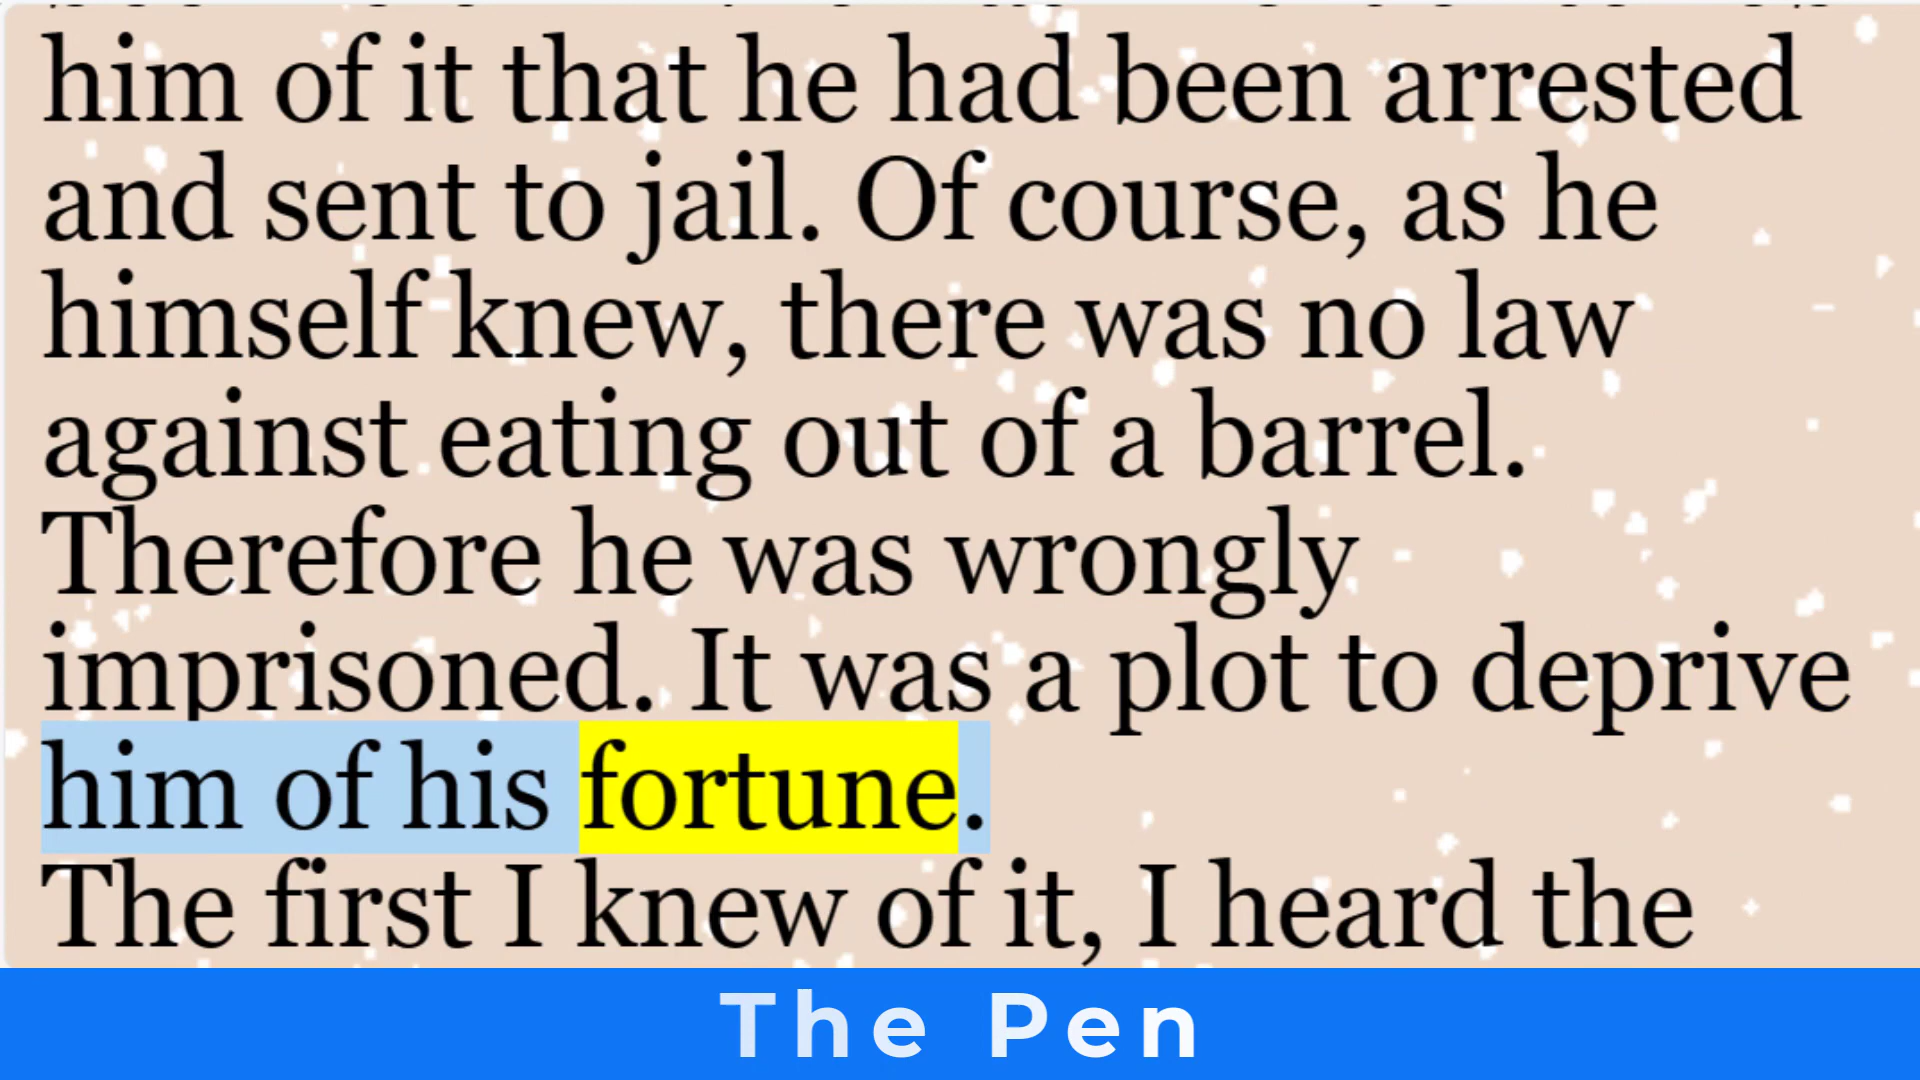 him of it that he had been arrested
and sent to jail. Of course, as he
himself knew, there was no law
against eating out of a barrel.
Therefore he was wrongly
imprisoned. It was a plot to deprive
him of his fortune.
The first I knew of it, I heard the
The Pen